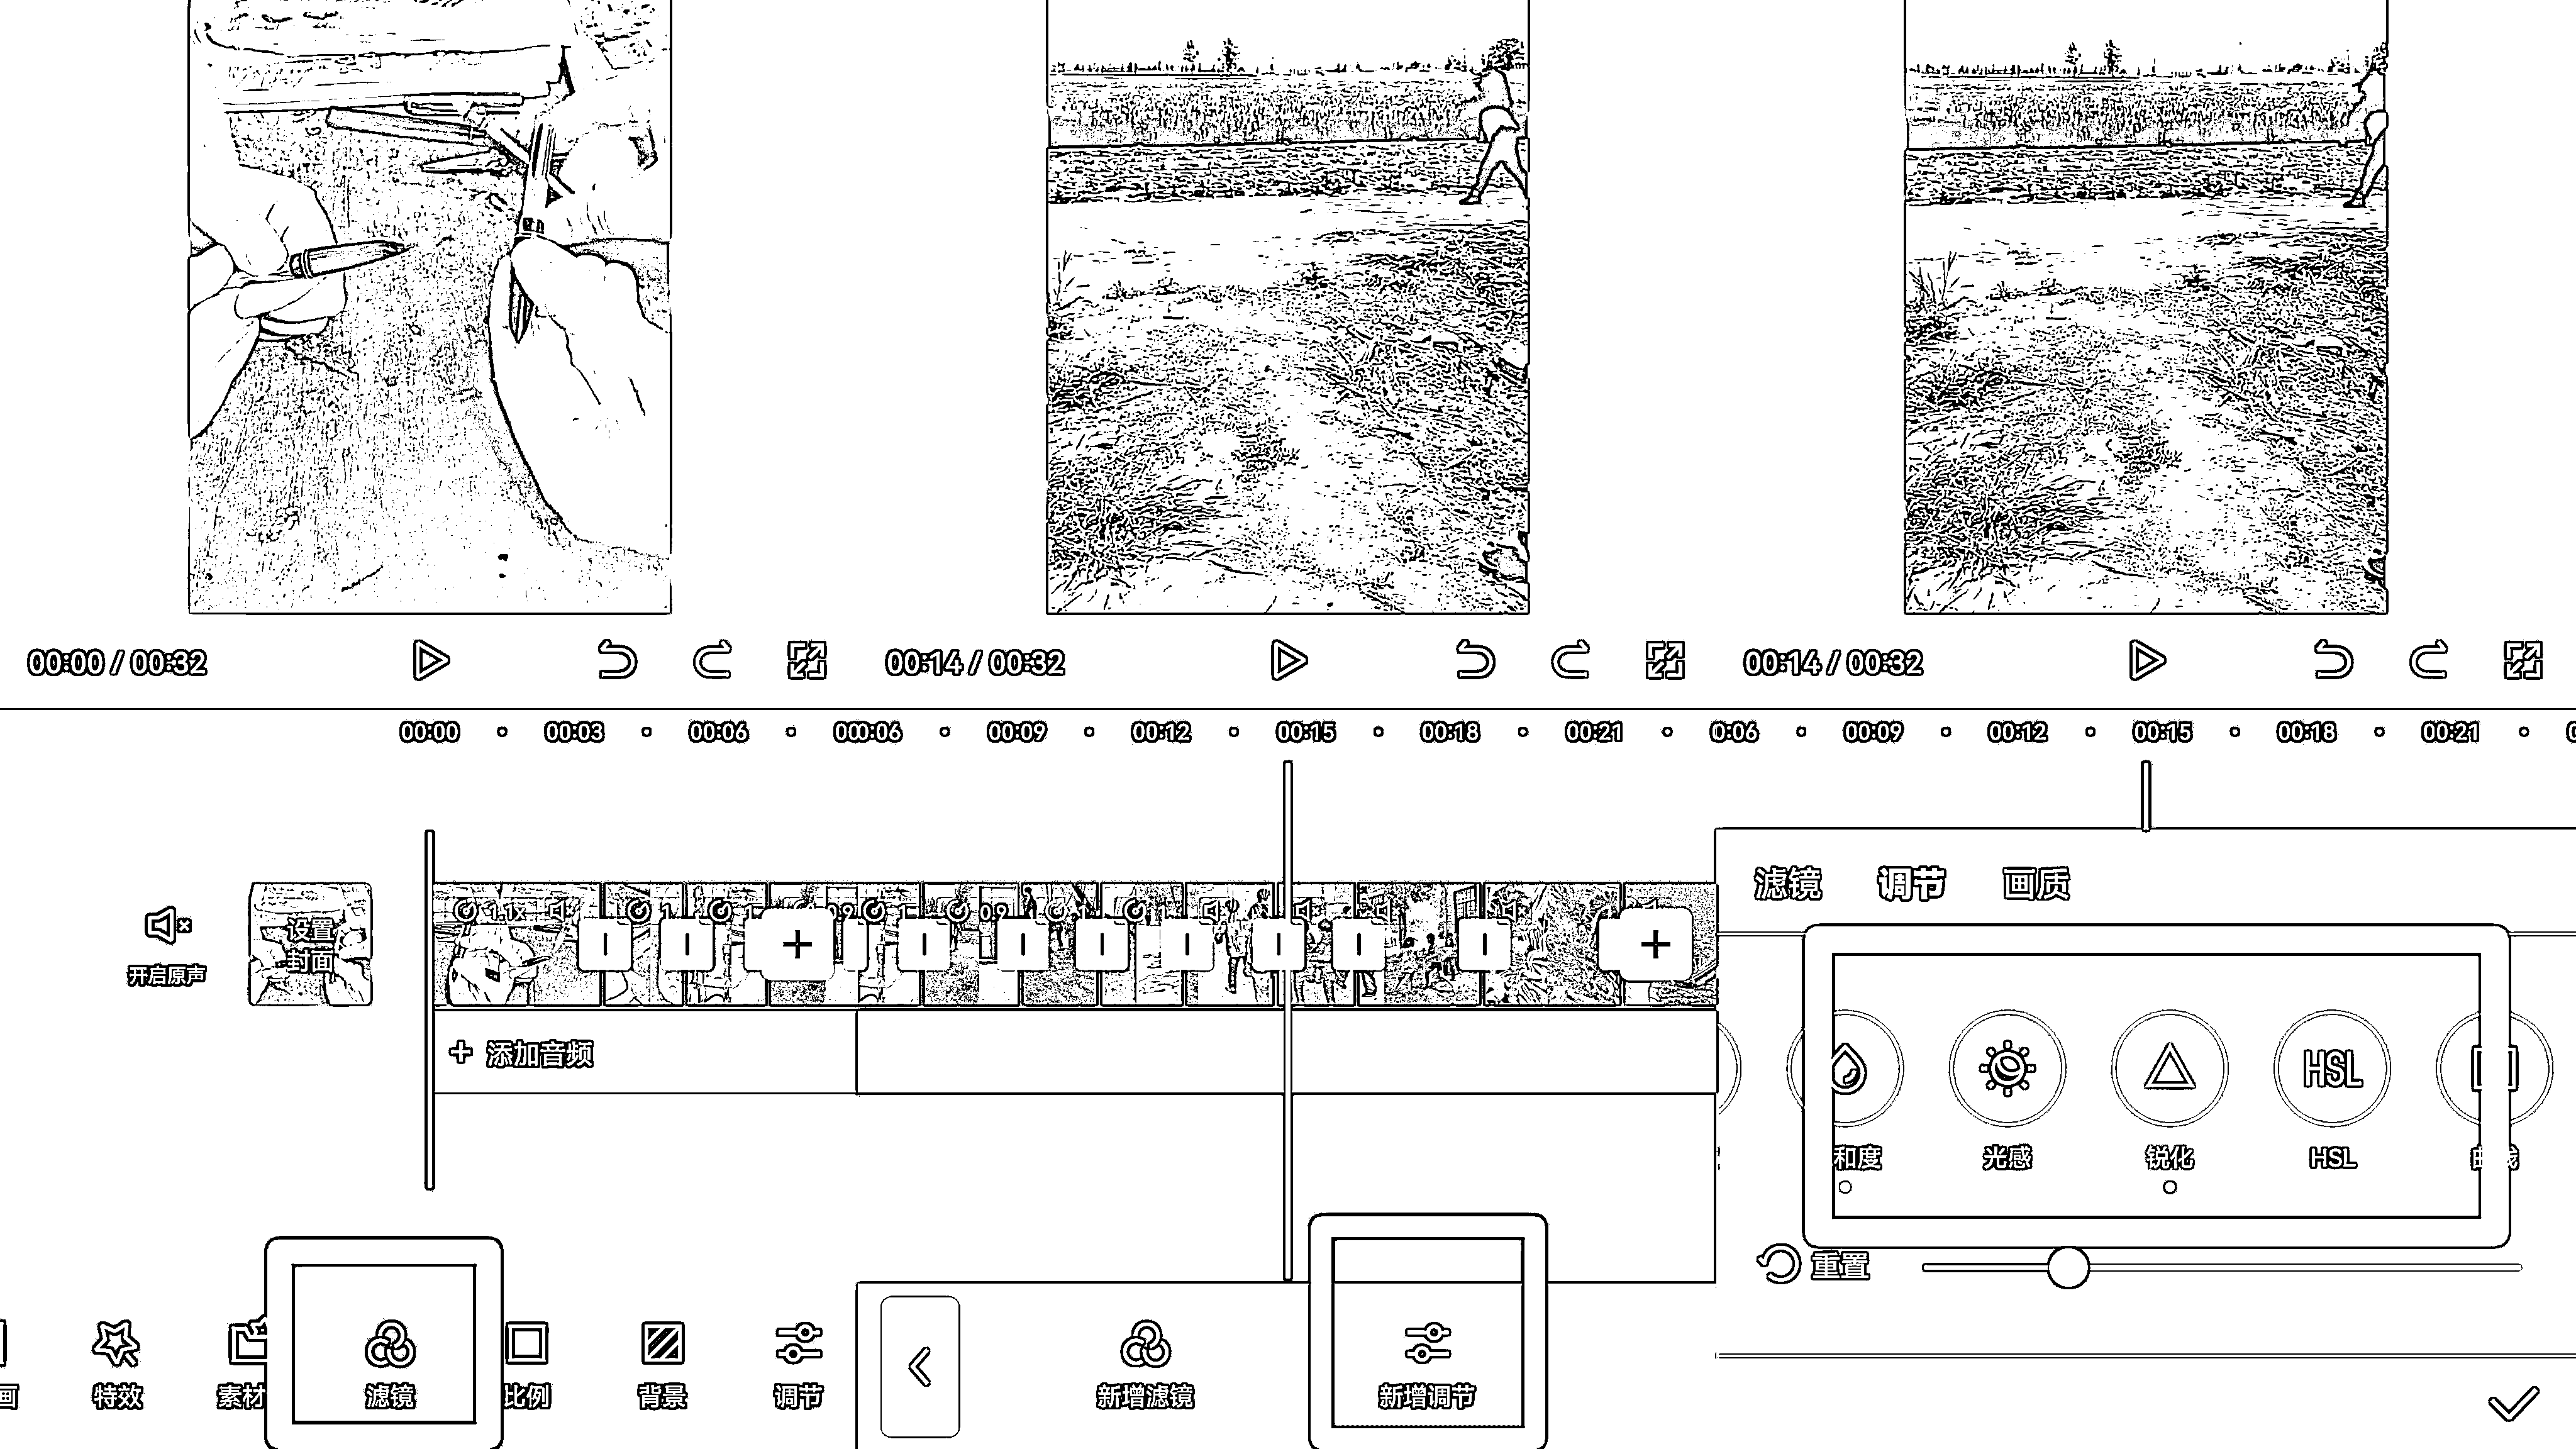 00:00 / 00:32
00:14 / 00:32
00:14 / 00:32
00:00 00:03 00:06 00:06 00:09 00:12 00:15 00:18 00:21 0:06 00:09 00:12 00:15 00:18 00:21
滤镜 调节 画质
1.1x
设置
封面
开启原声
+ 添加音频
HSL
和度 光感 锐化 HSL
重置
画 特效 素材 滤镜 比例 背景 调节
新增滤镜 新增调节